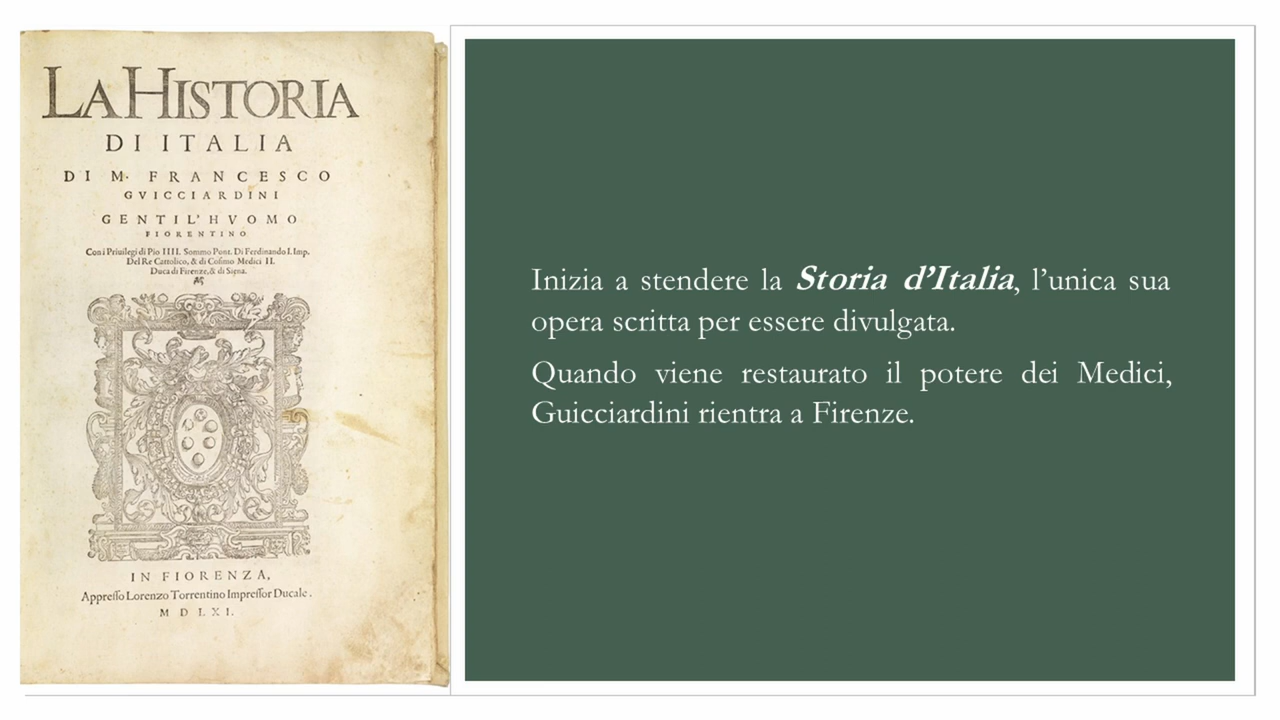 LA HISTORIA
DI ITALIA
DI M. FRANCESCO
GVICCIARDINI
GENTIL' HVOMO
FIORENTINO
Con i Priuilegi di Pio IIII. Sommo Pont. Di Ferdinando I. Imp.
Del Re Cattolico, & di Cosimo Medici II.
Duca di Firenze, & di Siena.
IN FIORENZA,
Appresso Lorenzo Torrentino Impressor Ducale.
M D LXI.
Inizia a stendere la Storia d’Italia, l’unica sua
opera scritta per essere divulgata.
Quando viene restaurato il potere dei Medici,
Guicciardini rientra a Firenze.